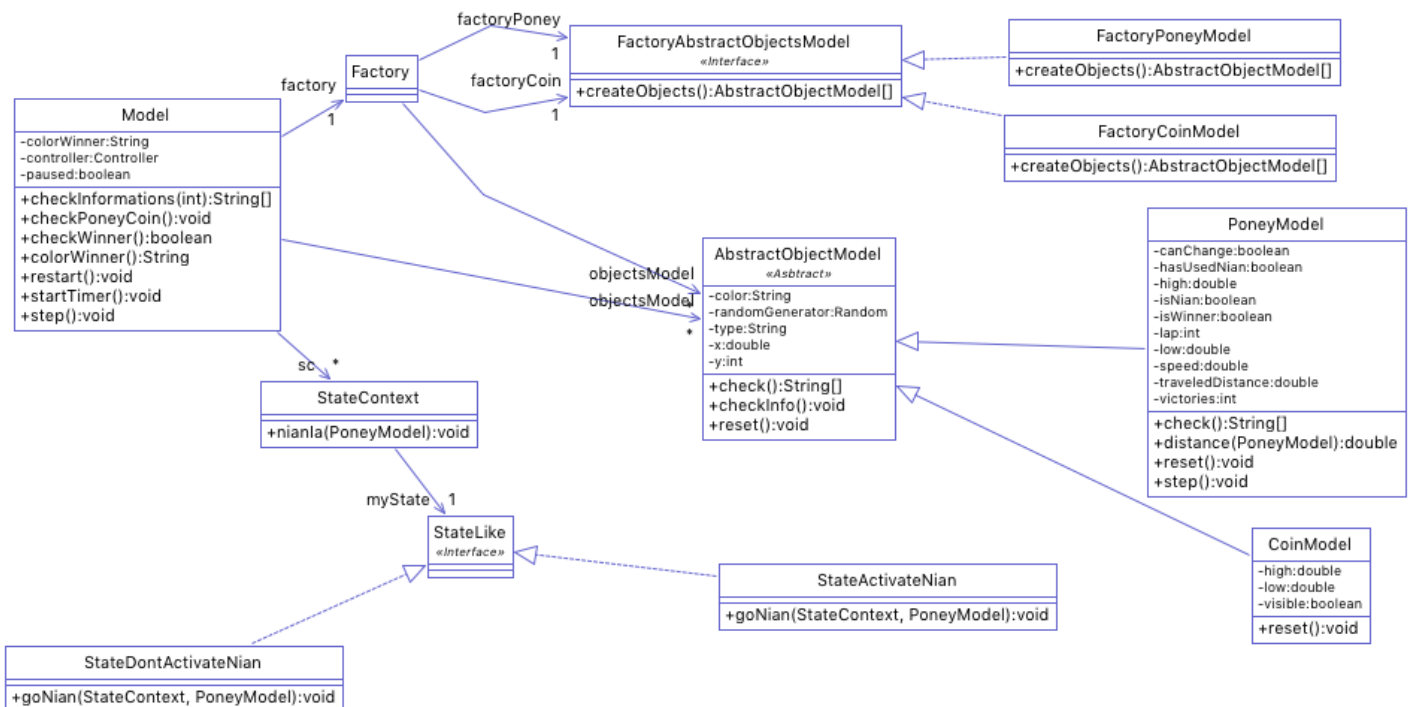 factoryPoney
1
factoryCoin
1
factory
1
Factory
FactoryAbstractObjectsModel
«Interface»
+createObjects():AbstractObjectModel[]
FactoryPoneyModel
+createObjects():AbstractObjectModel[]
FactoryCoinModel
+createObjects():AbstractObjectModel[]
Model
-colorWinner:String
-controller:Controller
-paused:boolean
+checkInformations(int):String[]
+checkPoneyCoin():void
+checkWinner():boolean
+colorWinner():String
+restart():void
+startTimer():void
+step():void
objectsModel
*
objectsModel
*
AbstractObjectModel
«Asbtract»
-color:String
-randomGenerator:Random
-type:String
-x:double
-y:int
+check():String[]
+checkInfo():void
+reset():void
PoneyModel
-canChange:boolean
-hasUsedNian:boolean
-high:double
-isNian:boolean
-isWinner:boolean
-lap:int
-low:double
-speed:double
-traveledDistance:double
-victories:int
+check():String[]
+distance(PoneyModel):double
+reset():void
+step():void
sc *
StateContext
+nianla(PoneyModel):void
myState 1
StateLike
«Interface»
StateActivateNian
+goNian(StateContext, PoneyModel):void
CoinModel
-high:double
-low:double
-visible:boolean
+reset():void
StateDontActivateNian
+goNian(StateContext, PoneyModel):void